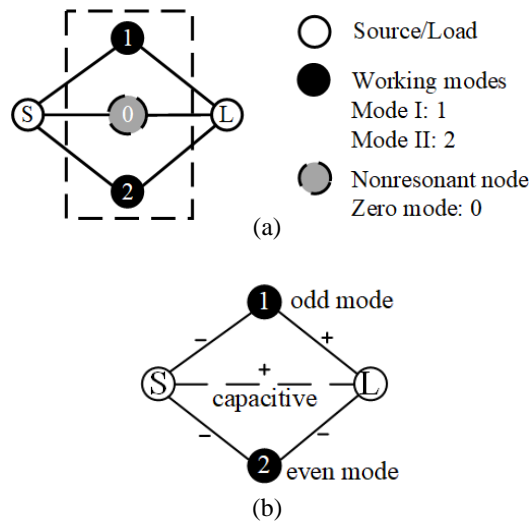 1
S
0
L
2
Source/Load
Working modes
Mode I: 1
Mode II: 2
Nonresonant node
Zero mode: 0
(a)
1 odd mode
− +
+
S L
capacitive
− −
2 even mode
(b)